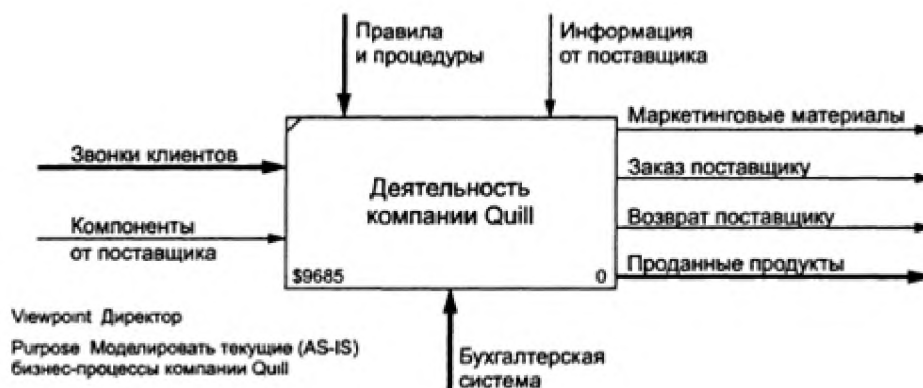 Правила
и процедуры
Информация
от поставщика
Маркетинговые материалы
Звонки клиентов
Заказ поставщику
Деятельность
компании Quill
Компоненты
от поставщика
Возврат поставщику
Проданные продукты
$9685
0
Viewpoint Директор
Purpose Моделировать текущие (AS-IS)
бизнес-процессы компании Quill
Бухгалтерская
система